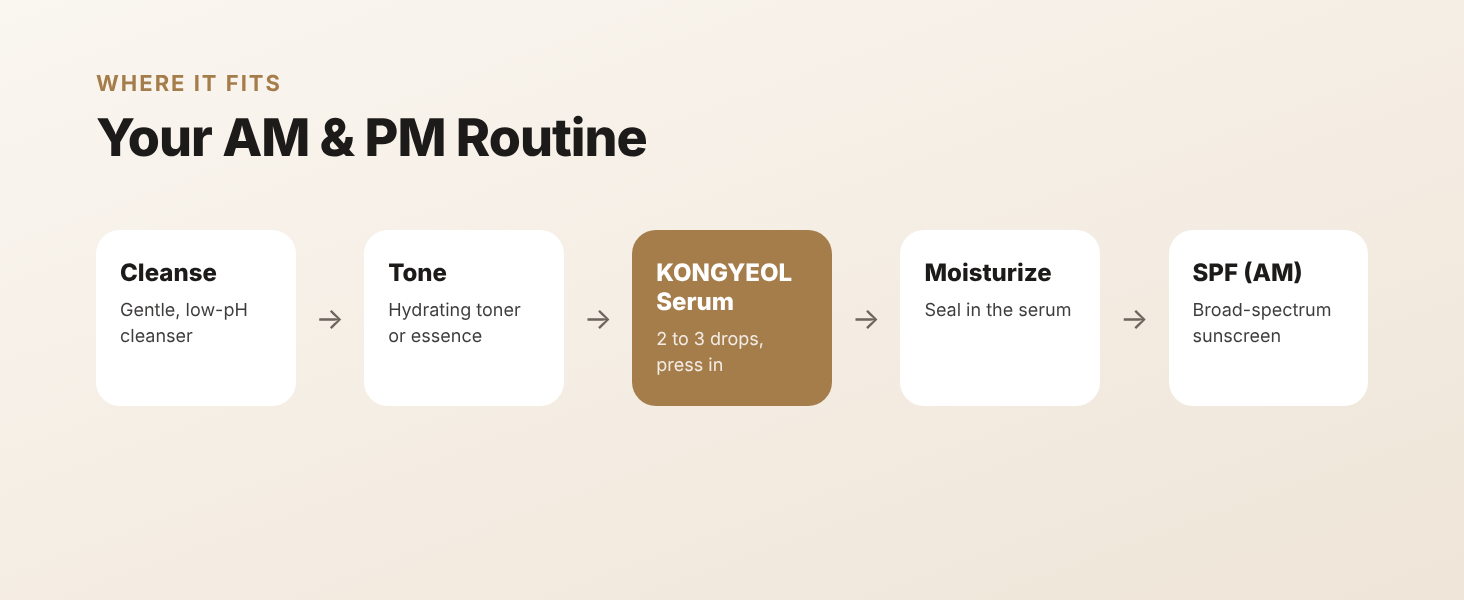 WHERE IT FITS
Your AM & PM Routine
Cleanse
Gentle, low-pH
cleanser
→
Tone
Hydrating toner
or essence
→
KONGYEOL
Serum
2 to 3 drops,
press in
→
Moisturize
Seal in the serum
→
SPF (AM)
Broad-spectrum
sunscreen